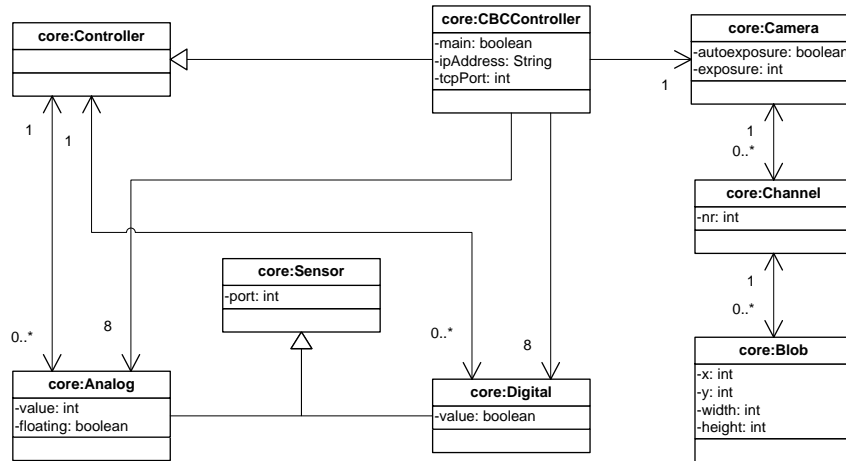 core:Controller
core:CBCController
-main: boolean
-ipAddress: String
-tcpPort: int
core:Camera
-autoexposure: boolean
-exposure: int
1
1
1
1
0..*
core:Channel
-nr: int
core:Sensor
-port: int
1
0..*
0..*
8
0..*
8
core:Analog
-value: int
-floating: boolean
core:Digital
-value: boolean
core:Blob
-x: int
-y: int
-width: int
-height: int